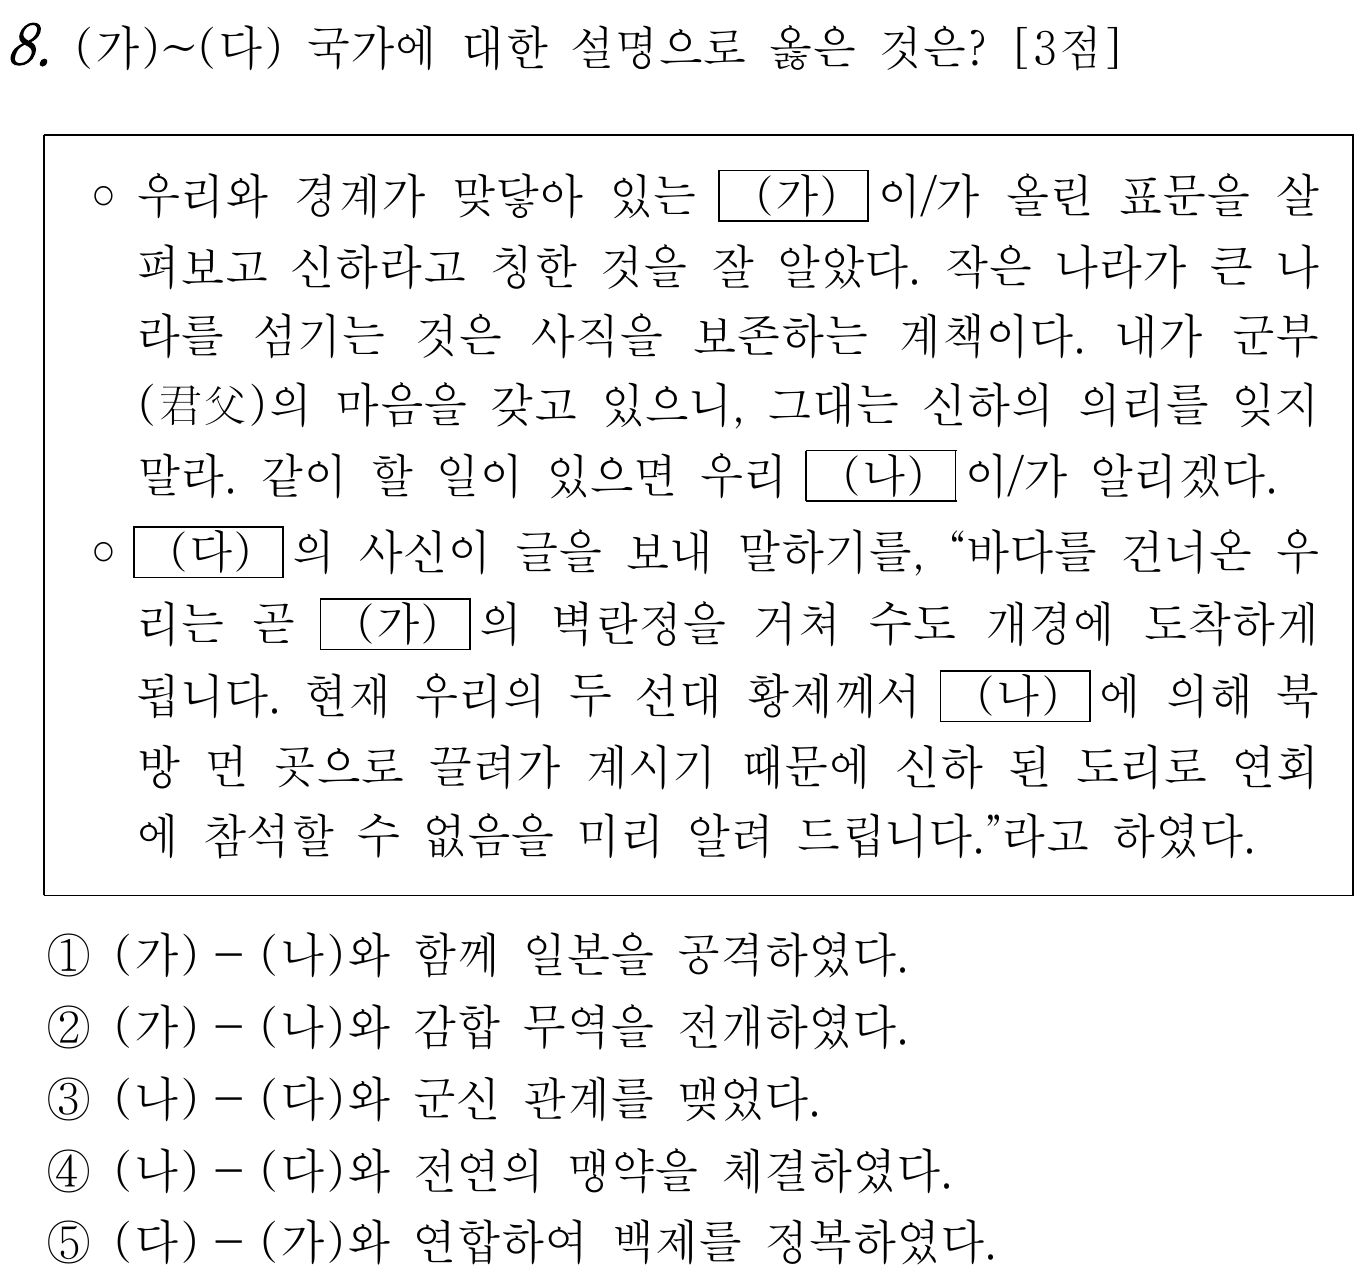 8. (가)~(다) 국가에 대한 설명으로 옳은 것은? [3점]
○ 우리와 경계가 맞닿아 있는 (가) 이/가 올린 표문을 살
펴보고 신하라고 칭한 것을 잘 알았다. 작은 나라가 큰 나
라를 섬기는 것은 사직을 보존하는 계책이다. 내가 군부
(君父)의 마음을 갖고 있으니, 그대는 신하의 의리를 잊지
말라. 같이 할 일이 있으면 우리 (나) 이/가 알리겠다.
○ (다) 의 사신이 글을 보내 말하기를, “바다를 건너온 우
리는 곧 (가) 의 벽란정을 거쳐 수도 개경에 도착하게
됩니다. 현재 우리의 두 선대 황제께서 (나) 에 의해 북
방 먼 곳으로 끌려가 계시기 때문에 신하 된 도리로 연회
에 참석할 수 없음을 미리 알려 드립니다.”라고 하였다.
① (가) - (나)와 함께 일본을 공격하였다.
② (가) - (나)와 감합 무역을 전개하였다.
③ (나) - (다)와 군신 관계를 맺었다.
④ (나) - (다)와 전연의 맹약을 체결하였다.
⑤ (다) - (가)와 연합하여 백제를 정복하였다.